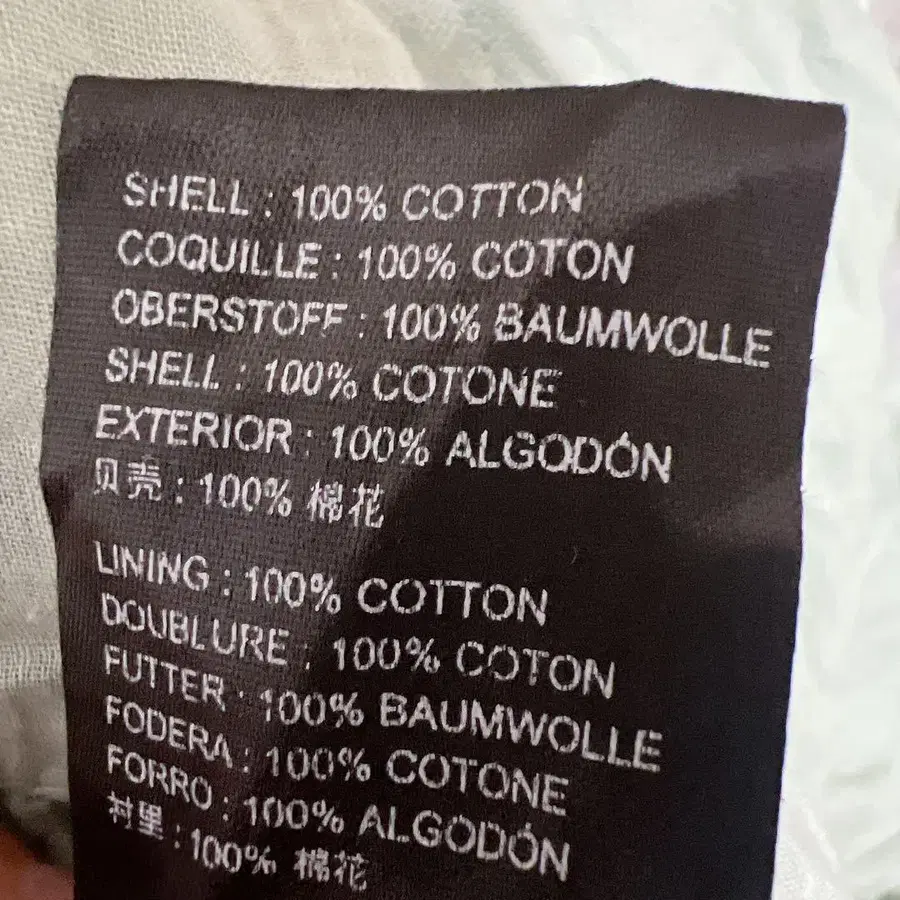 SHELL : 100% COTTON
COQUILLE : 100% COTON
OBERSTOFF : 100% BAUMWOLLE
SHELL : 100% COTONE
EXTERIOR : 100% ALGODÓN
贝壳 : 100% 棉花
LINING : 100% COTTON
DOUBLURE : 100% COTON
FUTTER : 100% BAUMWOLLE
FODERA : 100% COTONE
FORRO : 100% ALGODÓN
衬里 : 100% 棉花